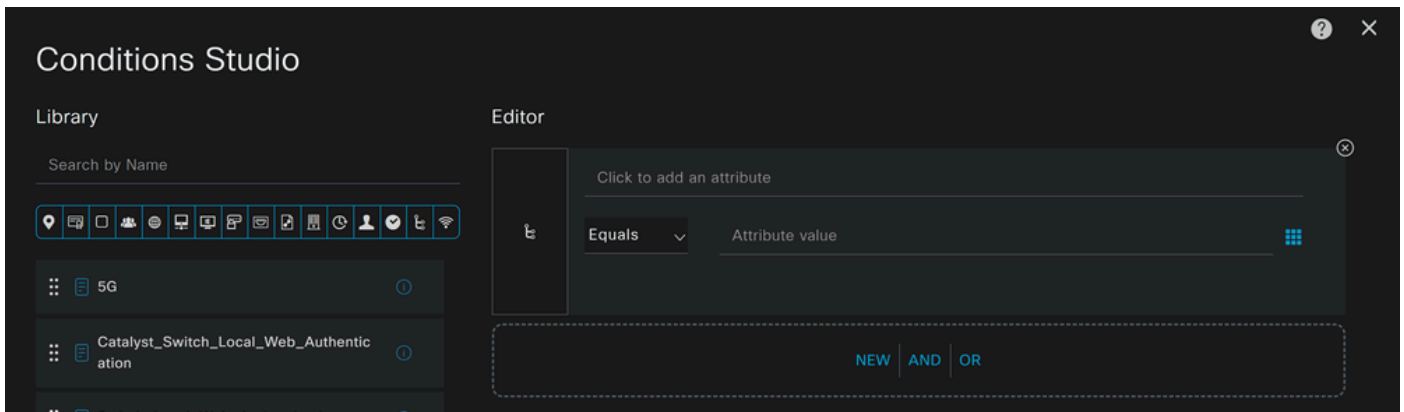 Conditions Studio
Library
Search by Name
5G
Catalyst_Switch_Local_Web_Authentic
ation
Editor
Click to add an attribute
Equals
Attribute value
NEW AND OR